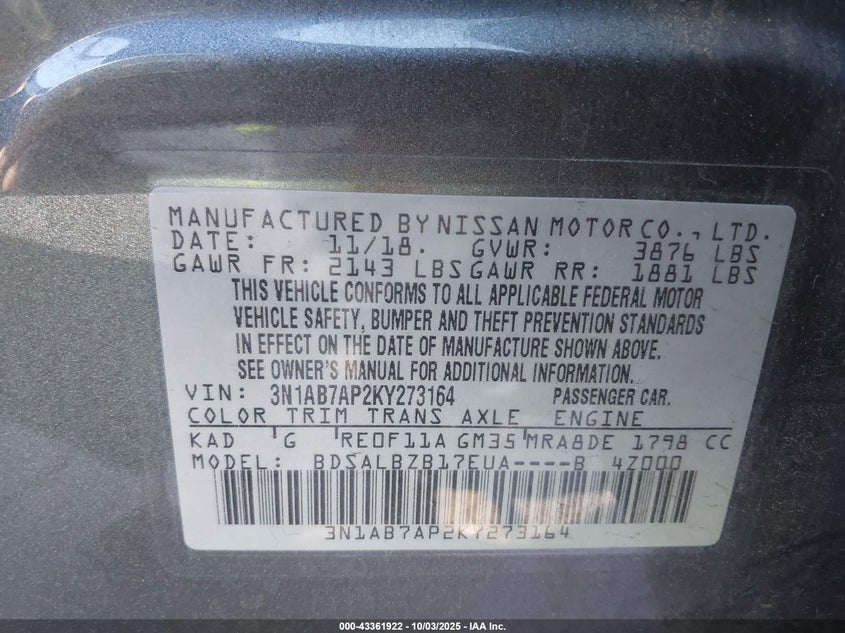 MANUFACTURED BY NISSAN MOTOR CO., LTD.
DATE: 11/18. GVWR: 3876 LBS
GAWR FR: 2143 LBS GAWR RR: 1881 LBS
THIS VEHICLE CONFORMS TO ALL APPLICABLE FEDERAL MOTOR
VEHICLE SAFETY, BUMPER AND THEFT PREVENTION STANDARDS
IN EFFECT ON THE DATE OF MANUFACTURE SHOWN ABOVE.
SEE OWNER'S MANUAL FOR ADDITIONAL INFORMATION.
VIN: 3N1AB7AP2KY273164 PASSENGER CAR.
COLOR TRIM TRANS AXLE ENGINE
KAD G RE0F11A GM35 MRA8DE 1798 CC
MODEL: BDSALBZB17EUA----B 4Z000
3N1AB7AP2KY273164
000-43361922 - 10/03/2025 - IAA Inc.